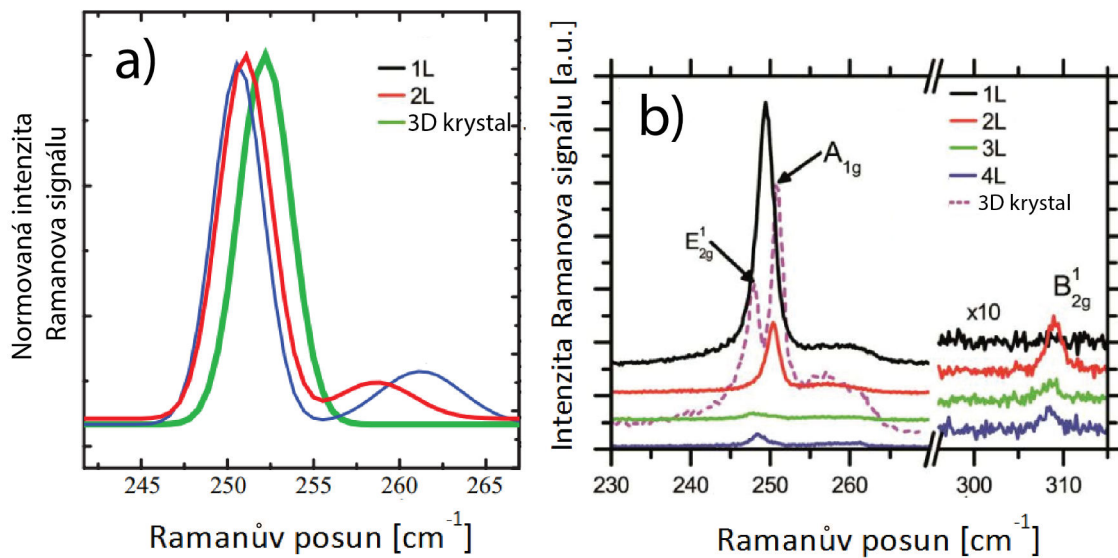 a)
Normovaná intenzita
Ramanova signálu
1L
2L
3D krystal
245
250
255
260
265
Ramanův posun [cm⁻¹]
b)
Intenzita Ramanova signálu [a.u.]
1L
2L
3L
4L
3D krystal
A1g
E¹2g
B¹2g
x10
230
240
250
260
300
310
Ramanův posun [cm⁻¹]